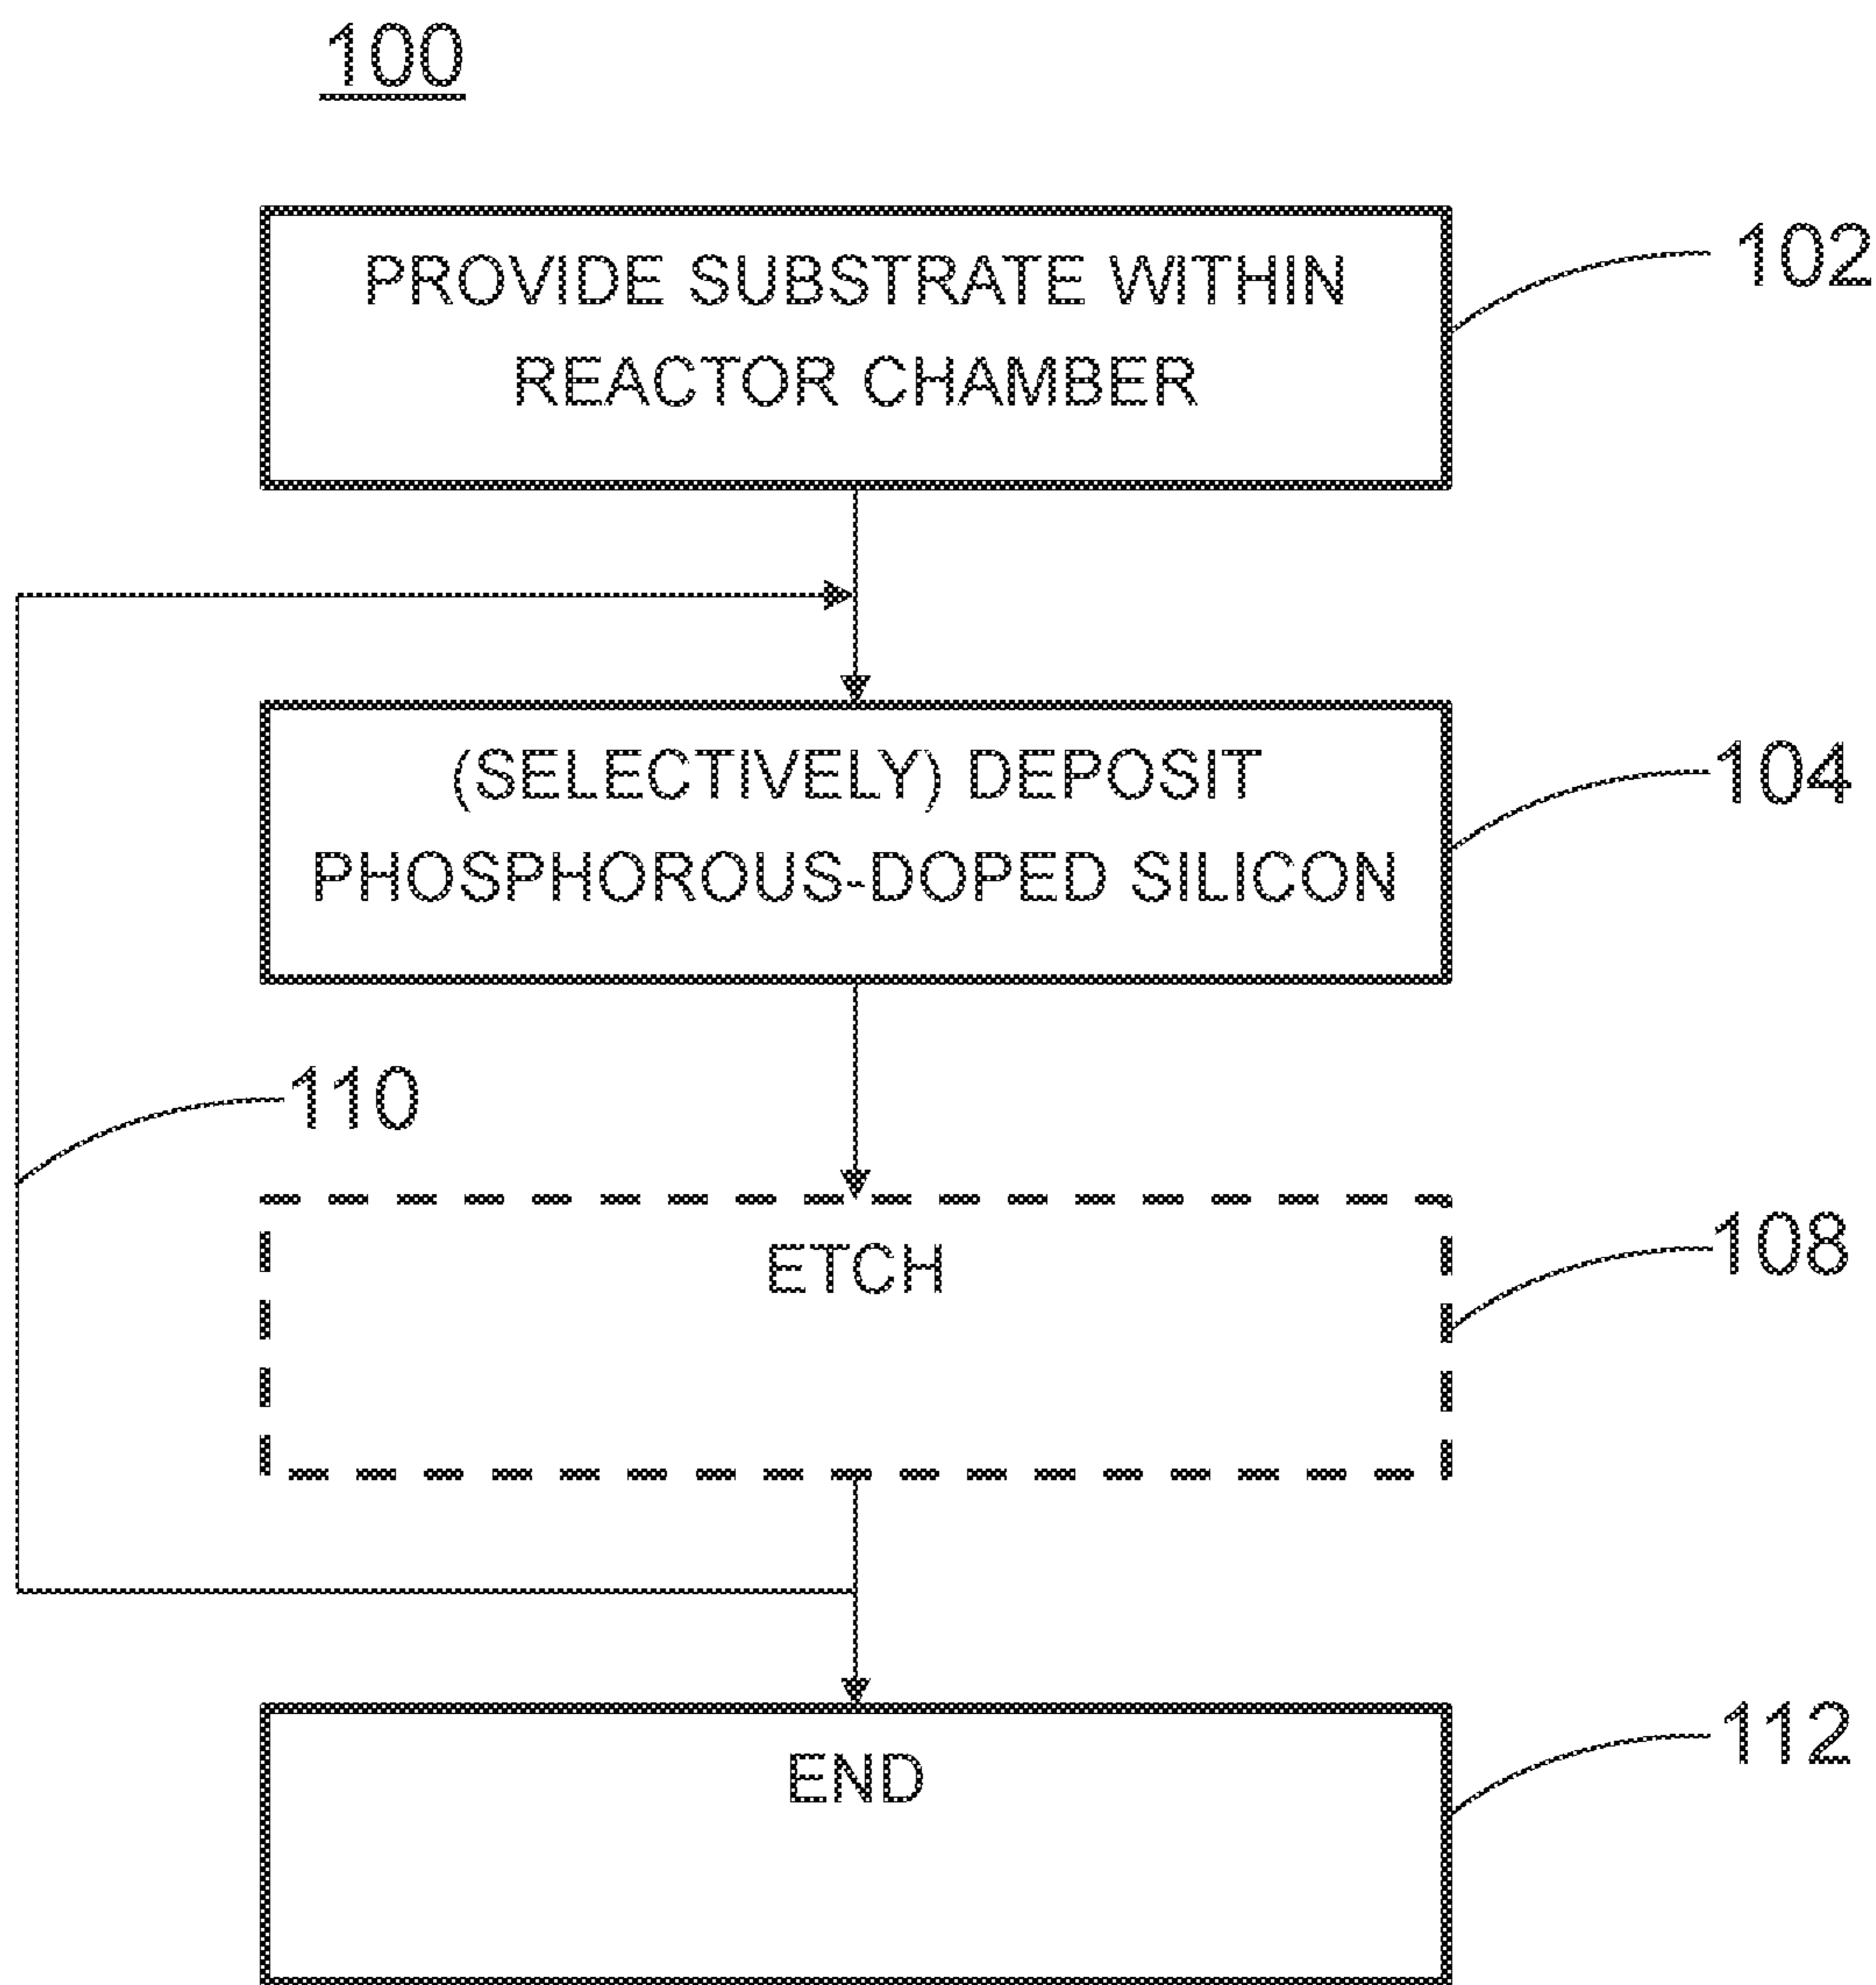 100
PROVIDE SUBSTRATE WITHIN
REACTOR CHAMBER
102
(SELECTIVELY) DEPOSIT
PHOSPHOROUS-DOPED SILICON
104
110
ETCH
108
END
112